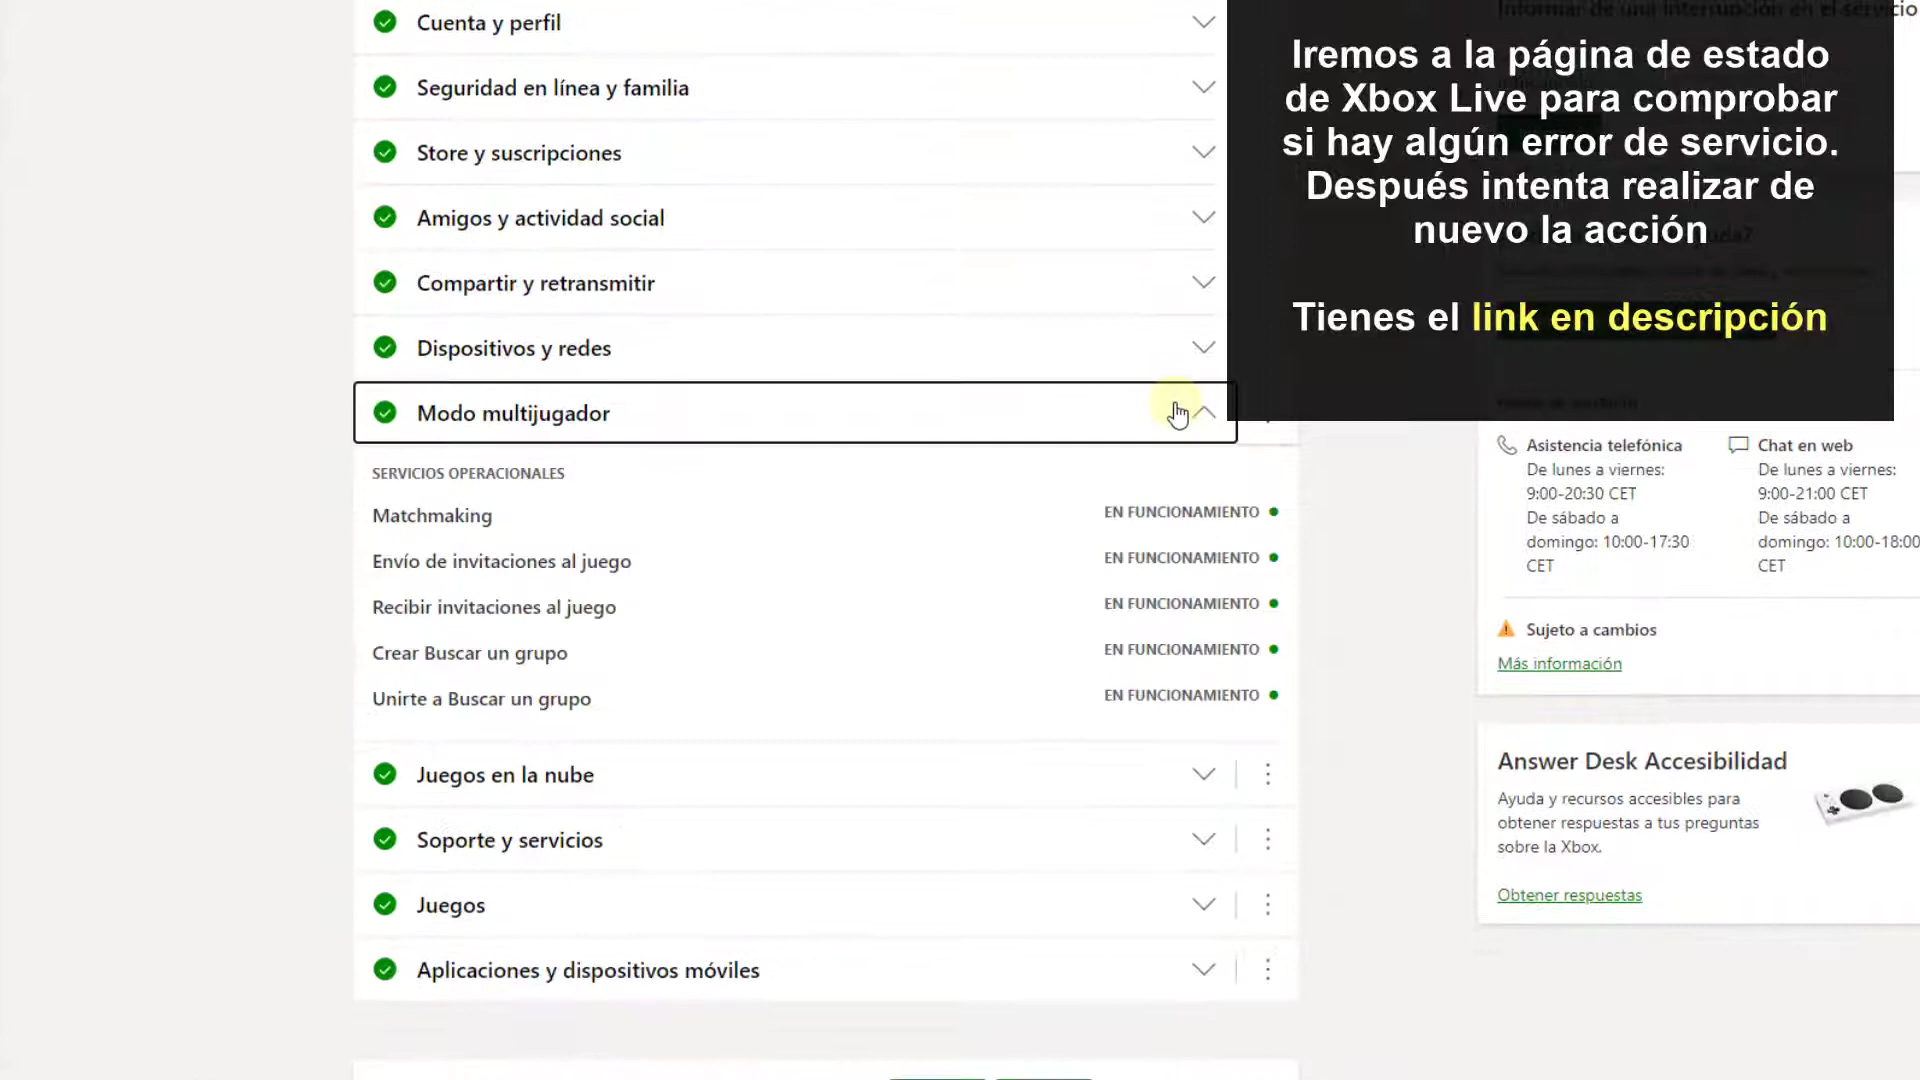 Cuenta y perfil
Seguridad en línea y familia
Store y suscripciones
Amigos y actividad social
Compartir y retransmitir
Dispositivos y redes
Modo multijugador
SERVICIOS OPERACIONALES
Matchmaking EN FUNCIONAMIENTO
Envío de invitaciones al juego EN FUNCIONAMIENTO
Recibir invitaciones al juego EN FUNCIONAMIENTO
Crear Buscar un grupo EN FUNCIONAMIENTO
Unirte a Buscar un grupo EN FUNCIONAMIENTO
Juegos en la nube
Soporte y servicios
Juegos
Aplicaciones y dispositivos móviles
Informar de una interrupción en el servicio
Iremos a la página de estado
de Xbox Live para comprobar
si hay algún error de servicio.
Después intenta realizar de
nuevo la acción
Tienes el link en descripción
Asistencia telefónica
De lunes a viernes:
9:00-20:30 CET
De sábado a
domingo: 10:00-17:30
CET
Chat en web
De lunes a viernes:
9:00-21:00 CET
De sábado a
domingo: 10:00-18:00
CET
Sujeto a cambios
Más información
Answer Desk Accesibilidad
Ayuda y recursos accesibles para
obtener respuestas a tus preguntas
sobre la Xbox.
Obtener respuestas